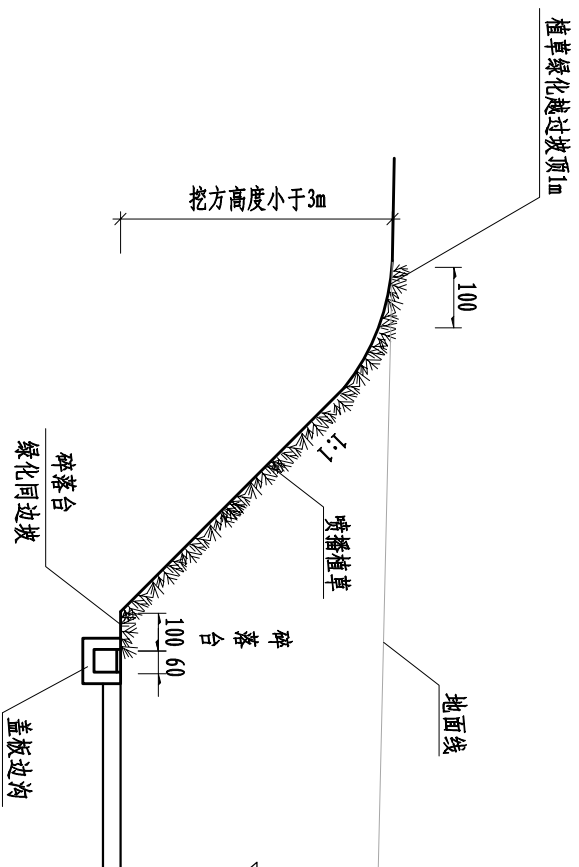 植草绿化越过坡顶1m
挖方高度小于3m
100
1:1
喷播植草
碎落台
绿化同边坡
100
60
碎落台
地面线
盖板边沟